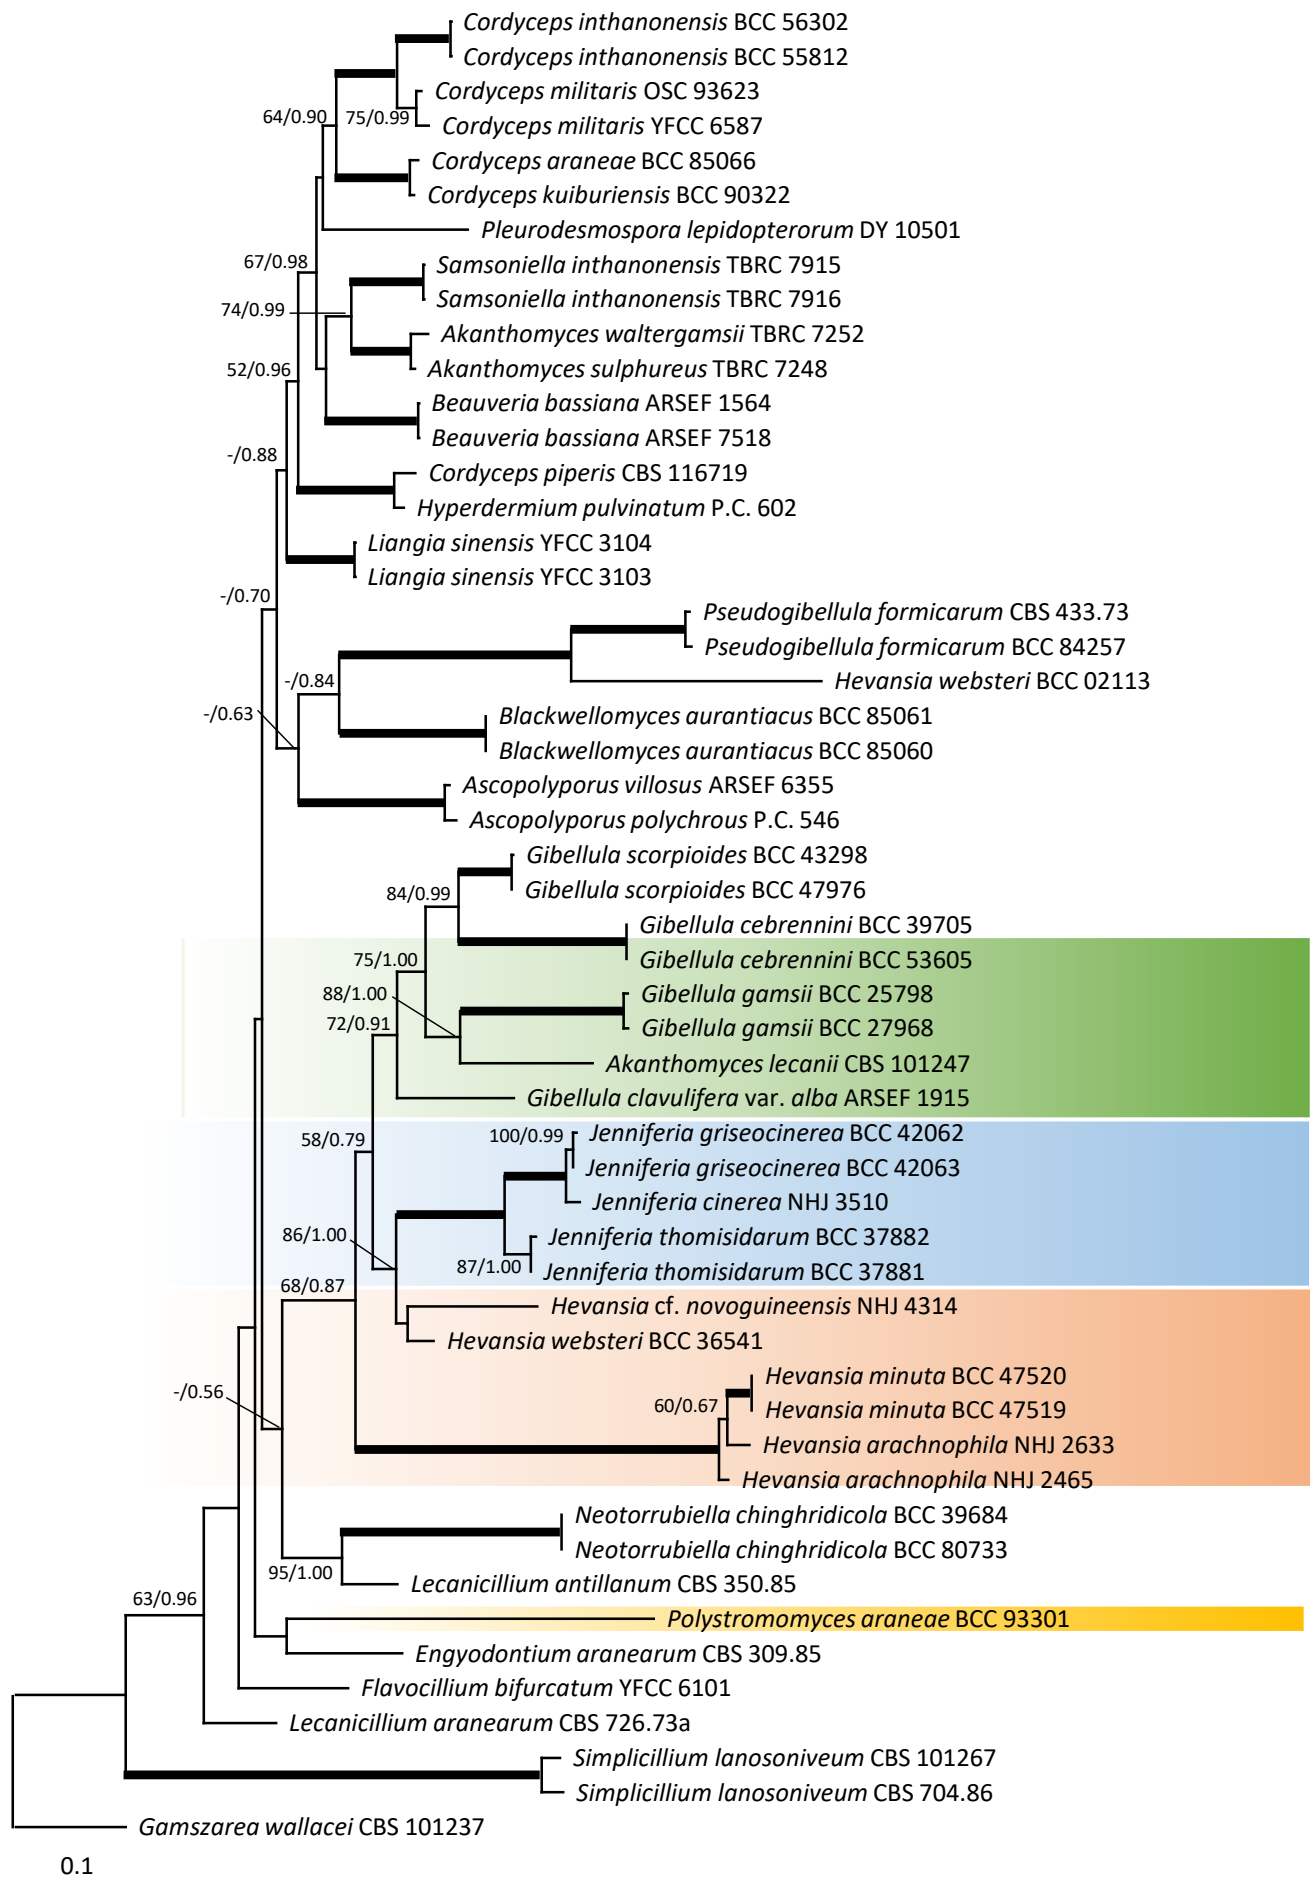 Cordyceps inthanonensis BCC 56302
Cordyceps inthanonensis BCC 55812
Cordyceps militaris OSC 93623
64/0.90
75/0.99
Cordyceps militaris YFCC 6587
Cordyceps araneae BCC 85066
Cordyceps kuiburiensis BCC 90322
Pleurodesmospora lepidopterorum DY 10501
67/0.98
Samsoniella inthanonensis TBRC 7915
Samsoniella inthanonensis TBRC 7916
74/0.99
Akanthomyces waltergamsii TBRC 7252
52/0.96
Akanthomyces sulphureus TBRC 7248
Beauveria bassiana ARSEF 1564
Beauveria bassiana ARSEF 7518
-/0.88
Cordyceps piperis CBS 116719
Hyperdermium pulvinatum P.C. 602
Liangia sinensis YFCC 3104
Liangia sinensis YFCC 3103
-/0.70
Pseudogibellula formicarum CBS 433.73
Pseudogibellula formicarum BCC 84257
-/0.84
Hevansia websteri BCC 02113
-/0.63
Blackwellomyces aurantiacus BCC 85061
Blackwellomyces aurantiacus BCC 85060
Ascopolyporus villosus ARSEF 6355
Ascopolyporus polychrous P.C. 546
Gibellula scorpioides BCC 43298
84/0.99
Gibellula scorpioides BCC 47976
Gibellula cebrennini BCC 39705
75/1.00
Gibellula cebrennini BCC 53605
88/1.00
Gibellula gamsii BCC 25798
72/0.91
Gibellula gamsii BCC 27968
Akanthomyces lecanii CBS 101247
Gibellula clavulifera var. alba ARSEF 1915
58/0.79
100/0.99
Jenniferia griseocinerea BCC 42062
Jenniferia griseocinerea BCC 42063
Jenniferia cinerea NHJ 3510
86/1.00
Jenniferia thomisidarum BCC 37882
87/1.00
Jenniferia thomisidarum BCC 37881
68/0.87
Hevansia cf. novoguineensis NHJ 4314
Hevansia websteri BCC 36541
Hevansia minuta BCC 47520
-/0.56
60/0.67
Hevansia minuta BCC 47519
Hevansia arachnophila NHJ 2633
Hevansia arachnophila NHJ 2465
Neotorrubiella chinghridicola BCC 39684
Neotorrubiella chinghridicola BCC 80733
95/1.00
Lecanicillium antillanum CBS 350.85
63/0.96
Polystromomyces araneae BCC 93301
Engyodontium aranearum CBS 309.85
Flavocillium bifurcatum YFCC 6101
Lecanicillium aranearum CBS 726.73a
Simplicillium lanosoniveum CBS 101267
Simplicillium lanosoniveum CBS 704.86
Gamszarea wallacei CBS 101237
0.1